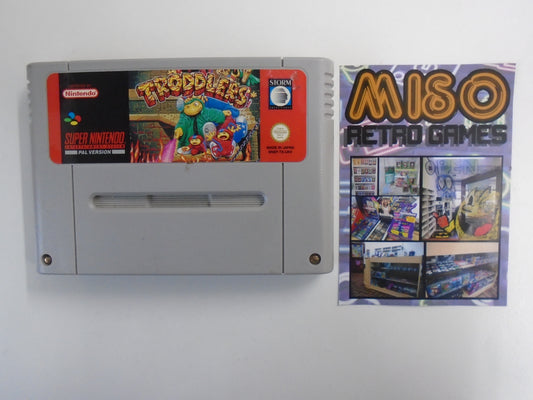 Nintendo
SUPER NINTENDO
ENTERTAINMENT SYSTEM
PAL VERSION
TRODDLERS
STORM
MADE IN JAPAN
MISO
RETRO GAMES